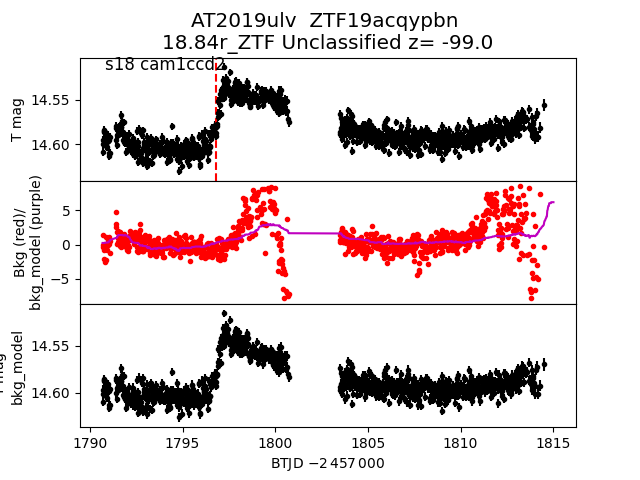 AT2019ulv  ZTF19acqypbn
18.84r_ZTF Unclassified z= -99.0
s18 cam1ccd2
T mag
14.55
14.60
Bkg (red)/
bkg_model (purple)
5
0
−5
bkg_model
14.55
14.60
1790 1795 1800 1805 1810 1815
BTJD −2 457 000